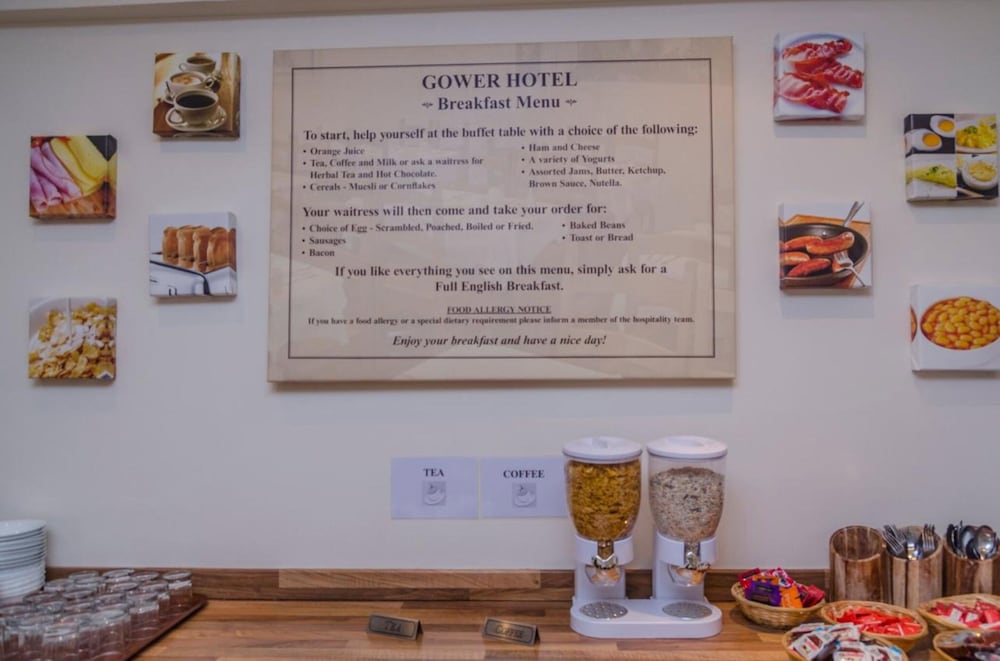 GOWER HOTEL
Breakfast Menu
To start, help yourself at the buffet table with a choice of the following:
• Orange Juice
• Tea, Coffee and Milk or ask a waitress for
Herbal Tea and Hot Chocolate.
• Cereals - Muesli or Cornflakes
• Ham and Cheese
• A variety of Yogurts
• Assorted Jams, Butter, Ketchup,
Brown Sauce, Nutella.
Your waitress will then come and take your order for:
• Choice of Egg - Scrambled, Poached, Boiled or Fried.
• Sausages
• Bacon
• Baked Beans
• Toast or Bread
If you like everything you see on this menu, simply ask for a
Full English Breakfast.
FOOD ALLERGY NOTICE
If you have a food allergy or a special dietary requirement please inform a member of the hospitality team.
Enjoy your breakfast and have a nice day!
TEA
COFFEE
TEA
COFFEE